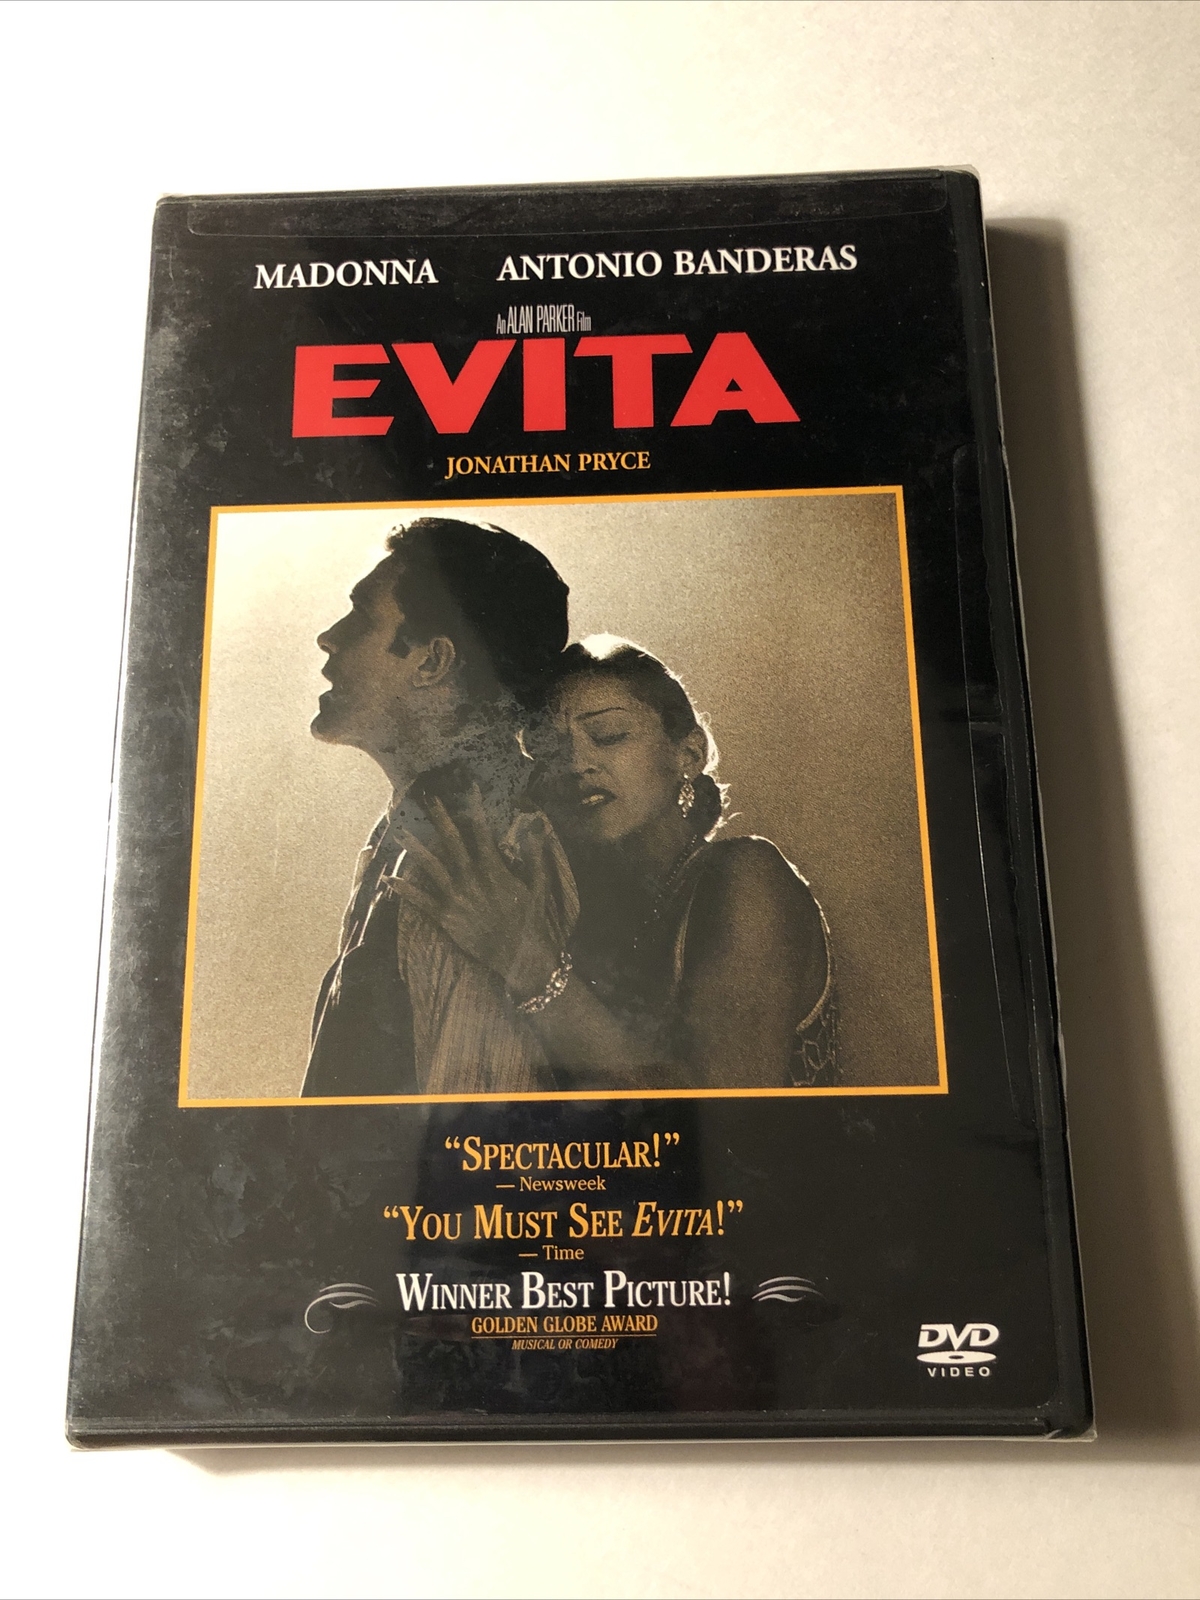 MADONNA ANTONIO BANDERAS
An ALAN PARKER Film
EVITA
JONATHAN PRYCE
“SPECTACULAR!”
— Newsweek
“YOU MUST SEE EVITA!”
— Time
WINNER BEST PICTURE!
GOLDEN GLOBE AWARD
MUSICAL OR COMEDY
DVD
VIDEO